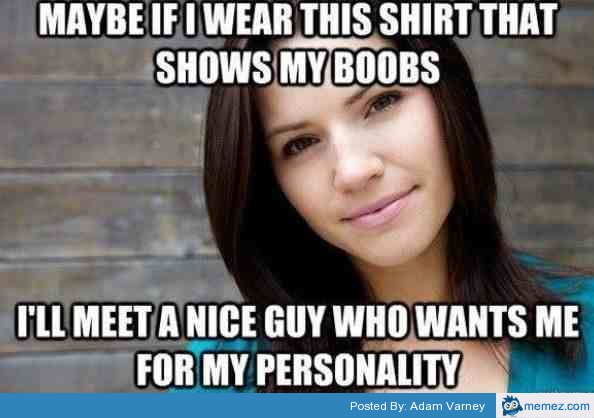 MAYBE IF I WEAR THIS SHIRT THAT
SHOWS MY BOOBS
I'LL MEET A NICE GUY WHO WANTS ME
FOR MY PERSONALITY
Posted By: Adam Varney
memez.com